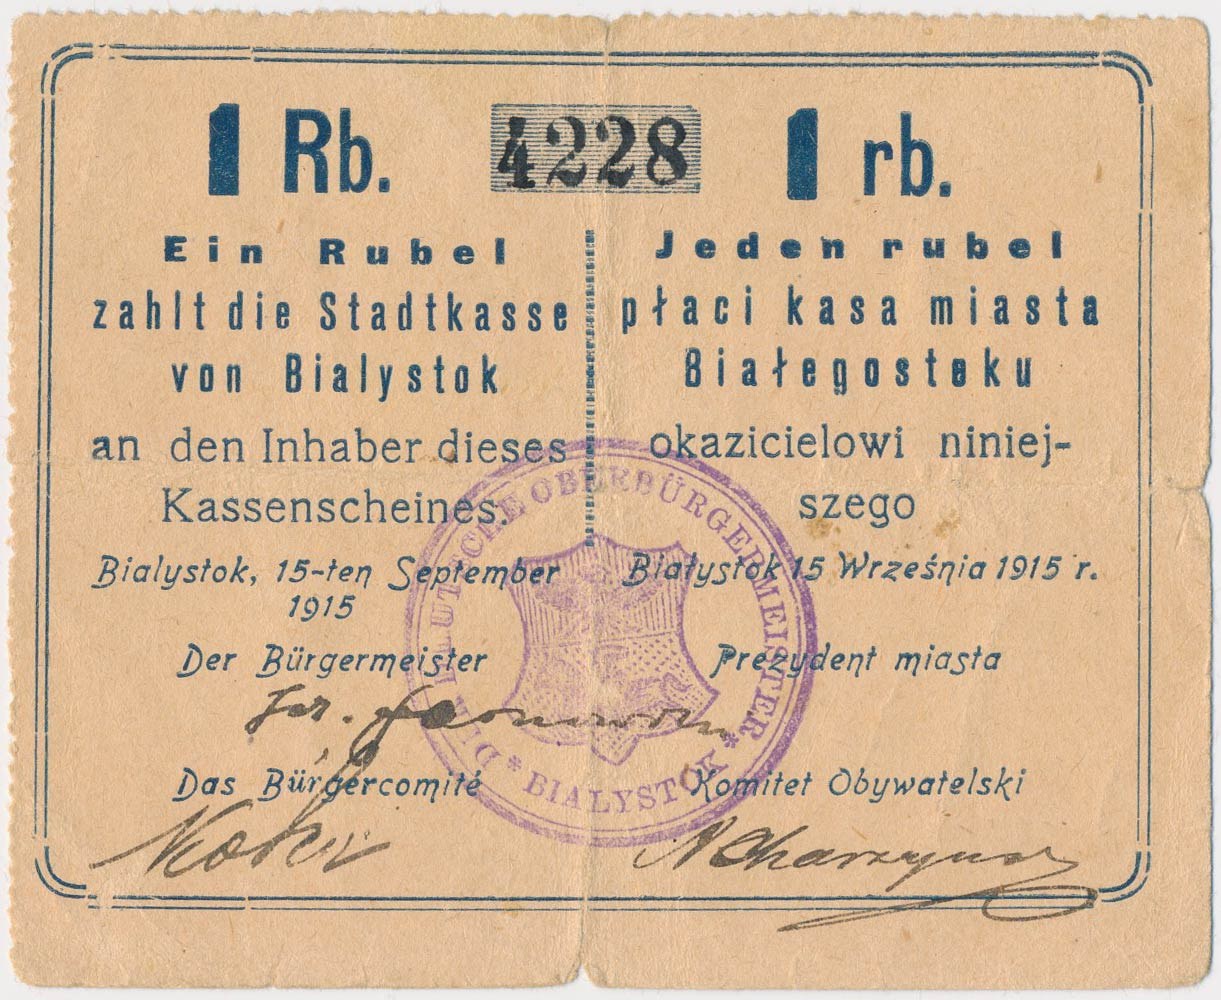 1 Rb.
4228
1 rb.
Ein Rubel
zahlt die Stadtkasse
von Bialystok
an den Inhaber dieses
Kassenscheines.
Bialystok, 15-ten September
1915
Der Bürgermeister
Das Bürgercomité
Jeden rubel
płaci kasa miasta
Białegostoku
okazicielowi niniej-
szego
Białystok 15 Września 1915 r.
Prezydent miasta
Komitet Obywatelski
DEUTSCHE OBERBÜRGERMEISTER
* BIALYSTOK *